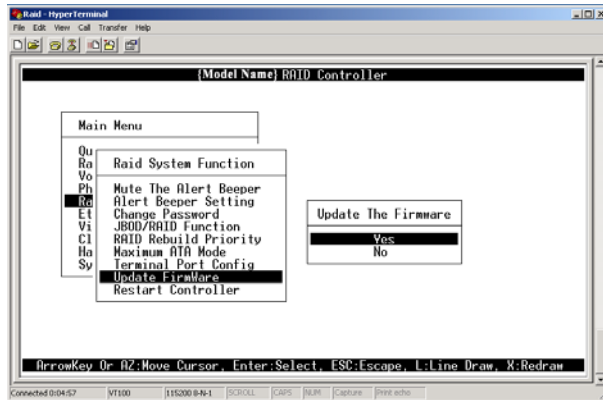 Raid - HyperTerminal
File Edit View Call Transfer Help
{Model Name} RAID Controller
Main Menu
Qu
Ra
Vo
Ph
Ra
Et
Vi
Cl
Ha
Sy
Raid System Function
Mute The Alert Beeper
Alert Beeper Setting
Change Password
JBOD/RAID Function
RAID Rebuild Priority
Maximum ATA Mode
Terminal Port Config
Update FirmWare
Restart Controller
Update The Firmware
Yes
No
ArrowKey Or AZ:Move Cursor, Enter:Select, ESC:Escape, L:Line Draw, X:Redraw
Connected 0:04:57 VT100 115200 8-N-1 SCROLL CAPS NUM Capture Print echo